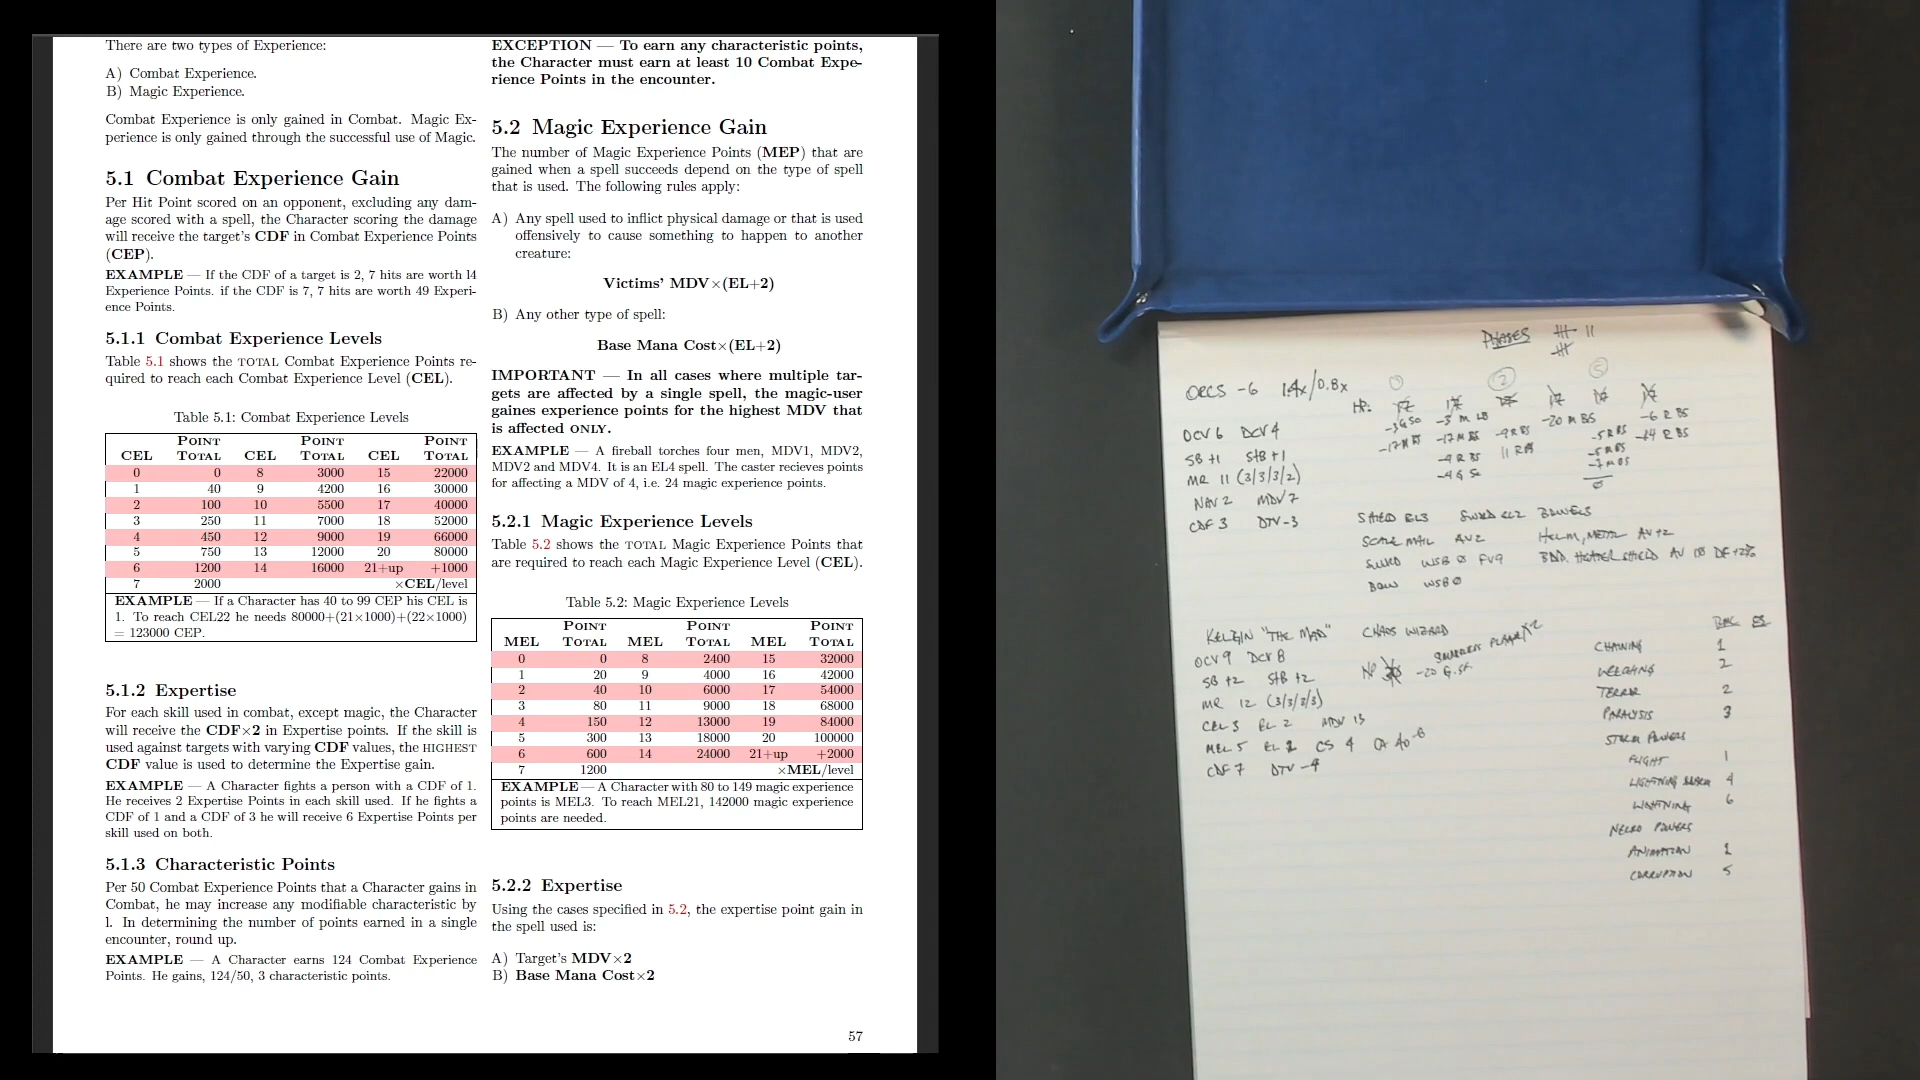 There are two types of Experience:
A) Combat Experience.
B) Magic Experience.
Combat Experience is only gained in Combat. Magic Ex-
perience is only gained through the successful use of Magic.
5.1 Combat Experience Gain
Per Hit Point scored on an opponent, excluding any dam-
age scored with a spell, the Character scoring the damage
will receive the target's CDF in Combat Experience Points
(CEP).
EXAMPLE — If the CDF of a target is 2, 7 hits are worth l4
Experience Points. if the CDF is 7, 7 hits are worth 49 Experi-
ence Points.
5.1.1 Combat Experience Levels
Table 5.1 shows the TOTAL Combat Experience Points re-
quired to reach each Combat Experience Level (CEL).
Table 5.1: Combat Experience Levels
POINT POINT POINT
CEL TOTAL CEL TOTAL CEL TOTAL
0 0 8 3000 15 22000
1 40 9 4200 16 30000
2 100 10 5500 17 40000
3 250 11 7000 18 52000
4 450 12 9000 19 66000
5 750 13 12000 20 80000
6 1200 14 16000 21+up +1000
7 2000 ×CEL/level
EXAMPLE — If a Character has 40 to 99 CEP his CEL is
1. To reach CEL22 he needs 80000+(21×1000)+(22×1000)
= 123000 CEP.
5.1.2 Expertise
For each skill used in combat, except magic, the Character
will receive the CDF×2 in Expertise points. If the skill is
used against targets with varying CDF values, the HIGHEST
CDF value is used to determine the Expertise gain.
EXAMPLE — A Character fights a person with a CDF of 1.
He receives 2 Expertise Points in each skill used. If he fights a
CDF of 1 and a CDF of 3 he will receive 6 Expertise Points per
skill used on both.
5.1.3 Characteristic Points
Per 50 Combat Experience Points that a Character gains in
Combat, he may increase any modifiable characteristic by
l. In determining the number of points earned in a single
encounter, round up.
EXAMPLE — A Character earns 124 Combat Experience
Points. He gains, 124/50, 3 characteristic points.
EXCEPTION — To earn any characteristic points,
the Character must earn at least 10 Combat Expe-
rience Points in the encounter.
5.2 Magic Experience Gain
The number of Magic Experience Points (MEP) that are
gained when a spell succeeds depend on the type of spell
that is used. The following rules apply:
A) Any spell used to inflict physical damage or that is used
offensively to cause something to happen to another
creature:
Victims' MDV×(EL+2)
B) Any other type of spell:
Base Mana Cost×(EL+2)
IMPORTANT — In all cases where multiple tar-
gets are affected by a single spell, the magic-user
gaines experience points for the highest MDV that
is affected ONLY.
EXAMPLE — A fireball torches four men, MDV1, MDV2,
MDV2 and MDV4. It is an EL4 spell. The caster recieves points
for affecting a MDV of 4, i.e. 24 magic experience points.
5.2.1 Magic Experience Levels
Table 5.2 shows the TOTAL Magic Experience Points that
are required to reach each Magic Experience Level (CEL).
Table 5.2: Magic Experience Levels
POINT POINT POINT
MEL TOTAL MEL TOTAL MEL TOTAL
0 0 8 2400 15 32000
1 20 9 4000 16 42000
2 40 10 6000 17 54000
3 80 11 9000 18 68000
4 150 12 13000 19 84000
5 300 13 18000 20 100000
6 600 14 24000 21+up +2000
7 1200 ×MEL/level
EXAMPLE — A Character with 80 to 149 magic experience
points is MEL3. To reach MEL21, 142000 magic experience
points are needed.
5.2.2 Expertise
Using the cases specified in 5.2, the expertise point gain in
the spell used is:
A) Target's MDV×2
B) Base Mana Cost×2
57
PHASES
ORCS -6 1.4x/0.8x
HP:
OCV 6 DCV 4
SB +1 StB +1
MR 11 (3/3/3/2)
NAV 2 MDV 7
CDF 3 DTV -3
SHIELD EL3 SWORD EL2 BOW EL3
SCALE MAIL AV2 HELM, METAL AV+2
SWORD WSB 0 FV9
BOW WSB 0
"THE MAD" CHAOS WIZARD
OCV 9 DCV 8
SB +2 StB +2
MR 12 (3/3/3/3)
CEL 3 EL 2 MDV 13
CDF 7 DTV -4
CHAINING 1
2
TERROR 2
PARALYSIS 3
STORM POWERS
FLIGHT 1
LIGHTNING 6
NECRO POWERS
ANIMATION
CORRUPTION 5